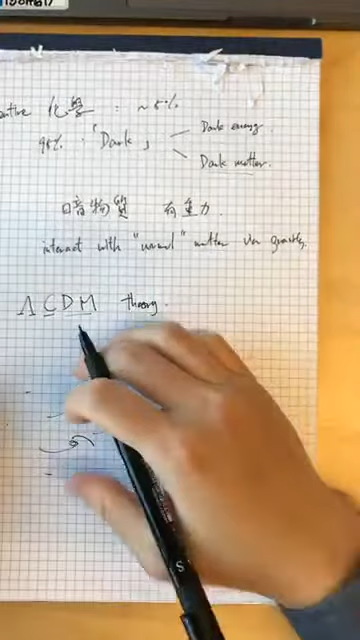 化學 : ~5%
95% 「Dark」
Dark energy.
Dark matter.
暗物質 有重力.
interact with "normal" matter via gravity.
ΛCDM theory.
S